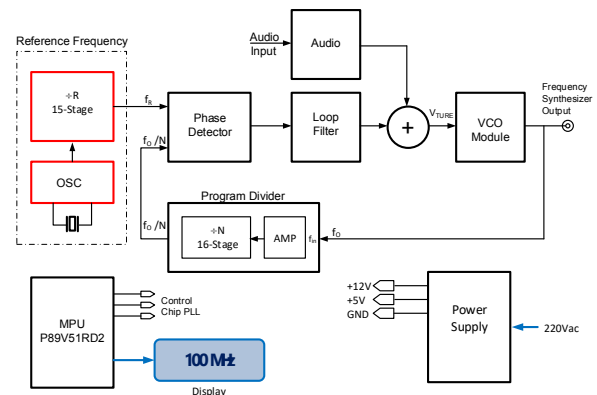 Reference Frequency
÷R
15-Stage
OSC
Audio
Input
Audio
fR
fO/N
Phase
Detector
Loop
Filter
+
VTURE
VCO
Module
Frequency
Synthesizer
Output
Program Divider
fO/N
÷N
16-Stage
AMP
fin
fO
MPU
P89V51RD2
Control
Chip PLL
100 MHz
Display
+12V
+5V
GND
Power
Supply
220Vac